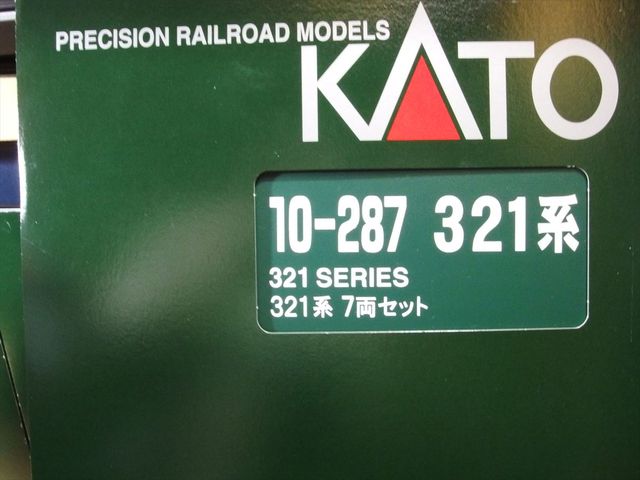 PRECISION RAILROAD MODELS
KATO
10-287 321系
321 SERIES
321系 7両セット